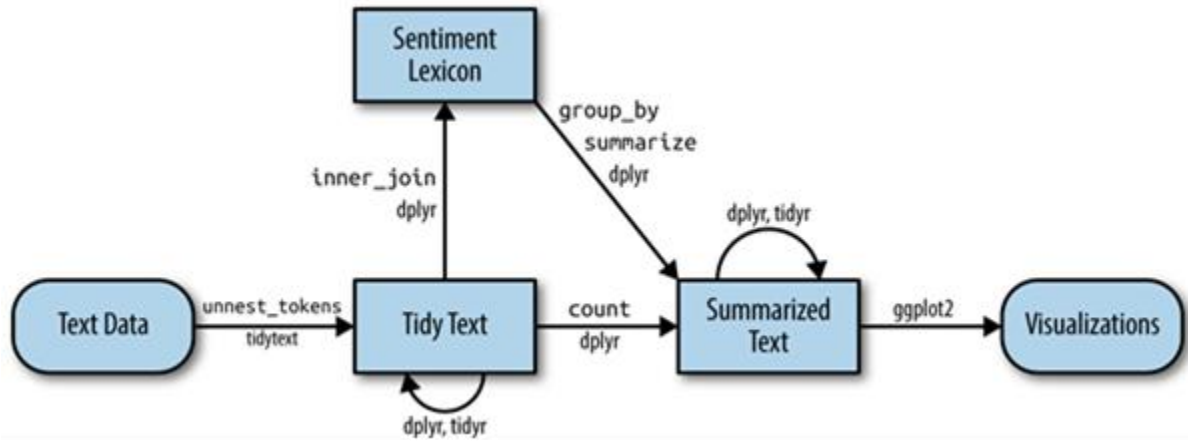 Sentiment
Lexicon
group_by
summarize
dplyr
inner_join
dplyr
dplyr, tidyr
Text Data
unnest_tokens
tidytext
Tidy Text
count
dplyr
Summarized
Text
ggplot2
Visualizations
dplyr, tidyr